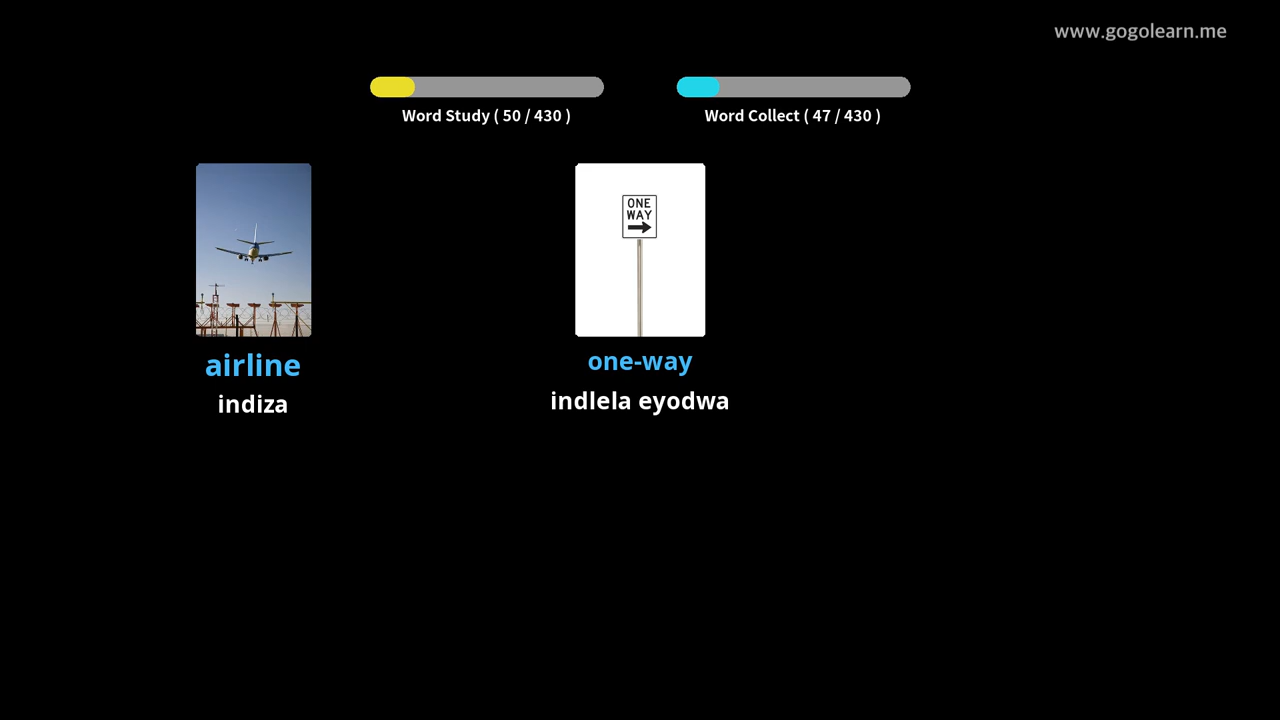 www.gogolearn.me
Word Study ( 50 / 430 )
Word Collect ( 47 / 430 )
ONE
WAY
airline
indiza
one-way
indlela eyodwa